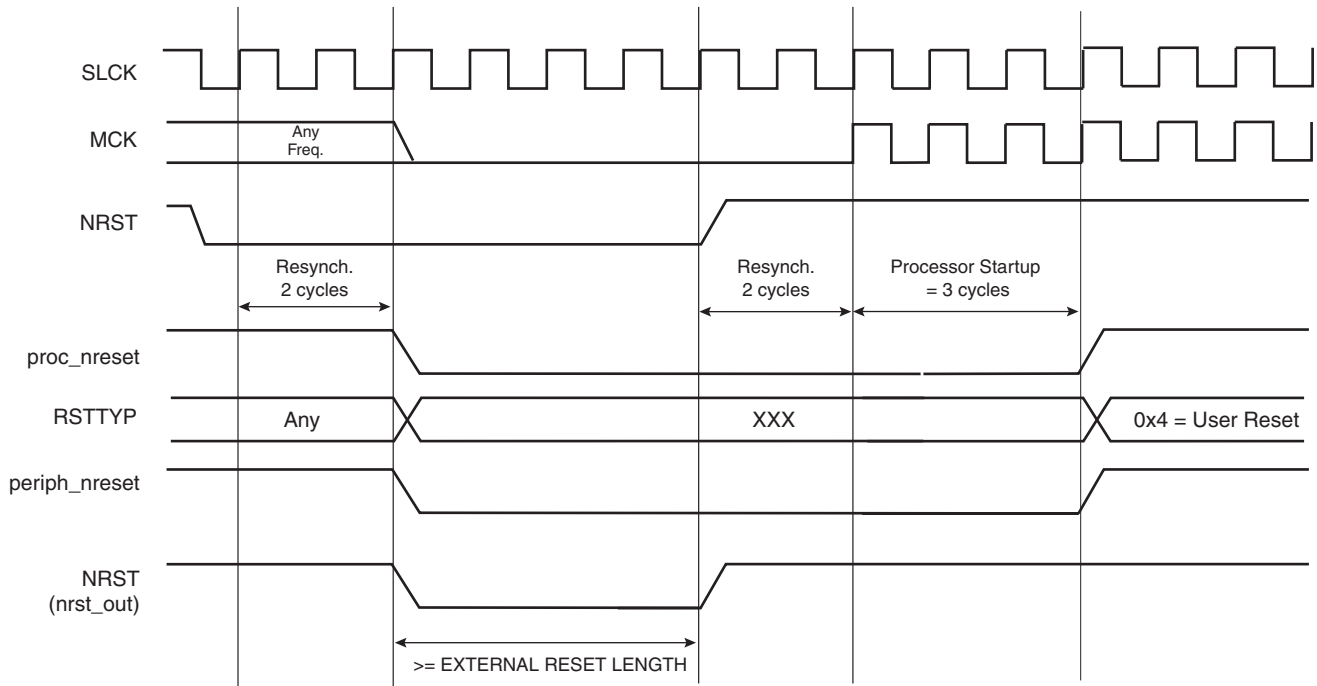 SLCK
MCK
Any
Freq.
NRST
Resynch.
2 cycles
Resynch.
2 cycles
Processor Startup
= 3 cycles
proc_nreset
RSTTYP
Any
XXX
0x4 = User Reset
periph_nreset
NRST
(nrst_out)
>= EXTERNAL RESET LENGTH